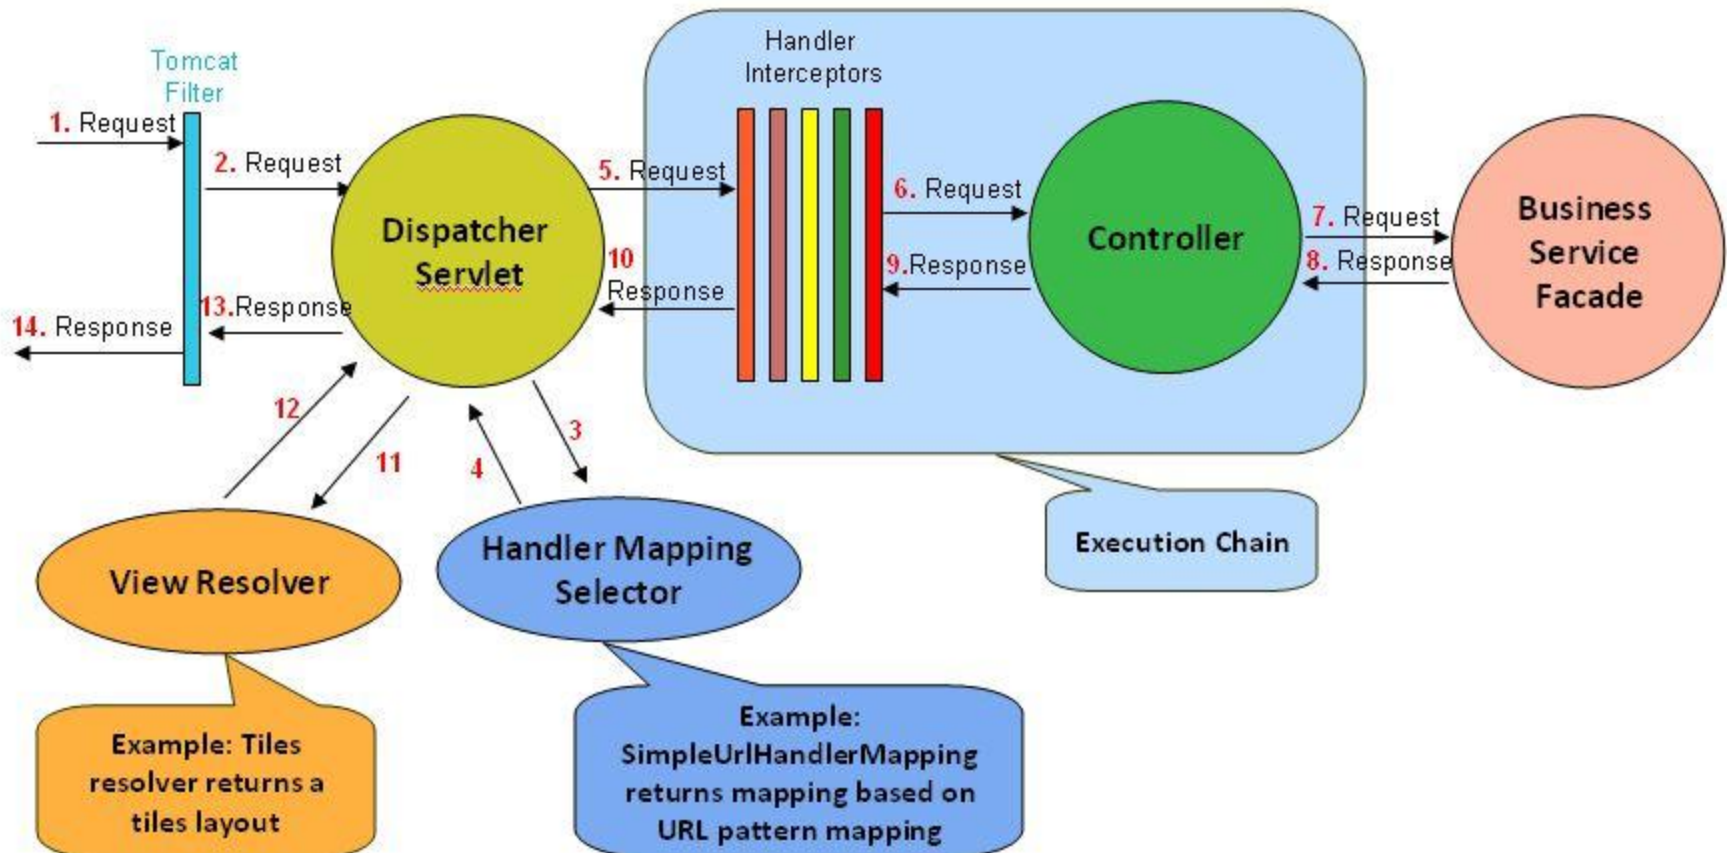 Tomcat
Filter
1. Request
2. Request
Dispatcher
Servlet
13.Response
14. Response
Handler
Interceptors
5. Request
10
Response
6. Request
9.Response
Controller
7. Request
8. Response
Business
Service
Facade
12
11
4
3
View Resolver
Handler Mapping
Selector
Execution Chain
Example: Tiles
resolver returns a
tiles layout
Example:
SimpleUrlHandlerMapping
returns mapping based on
URL pattern mapping